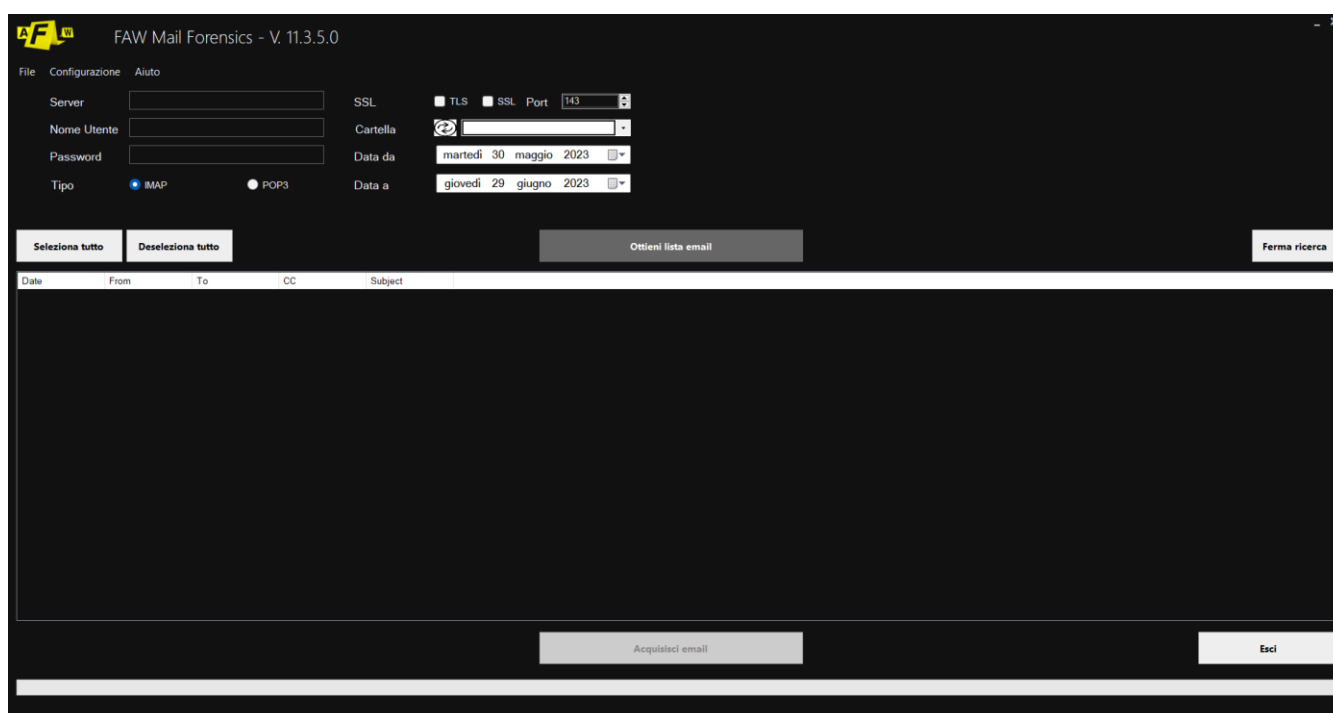 AFW
FAW Mail Forensics - V. 11.3.5.0
File Configurazione Aiuto
Server SSL TLS SSL Port 143
Nome Utente Cartella
Password Data da martedì 30 maggio 2023
Tipo IMAP POP3 Data a giovedì 29 giugno 2023
Seleziona tutto Deseleziona tutto Ottieni lista email Ferma ricerca
Date From To CC Subject
Acquisisci email Esci